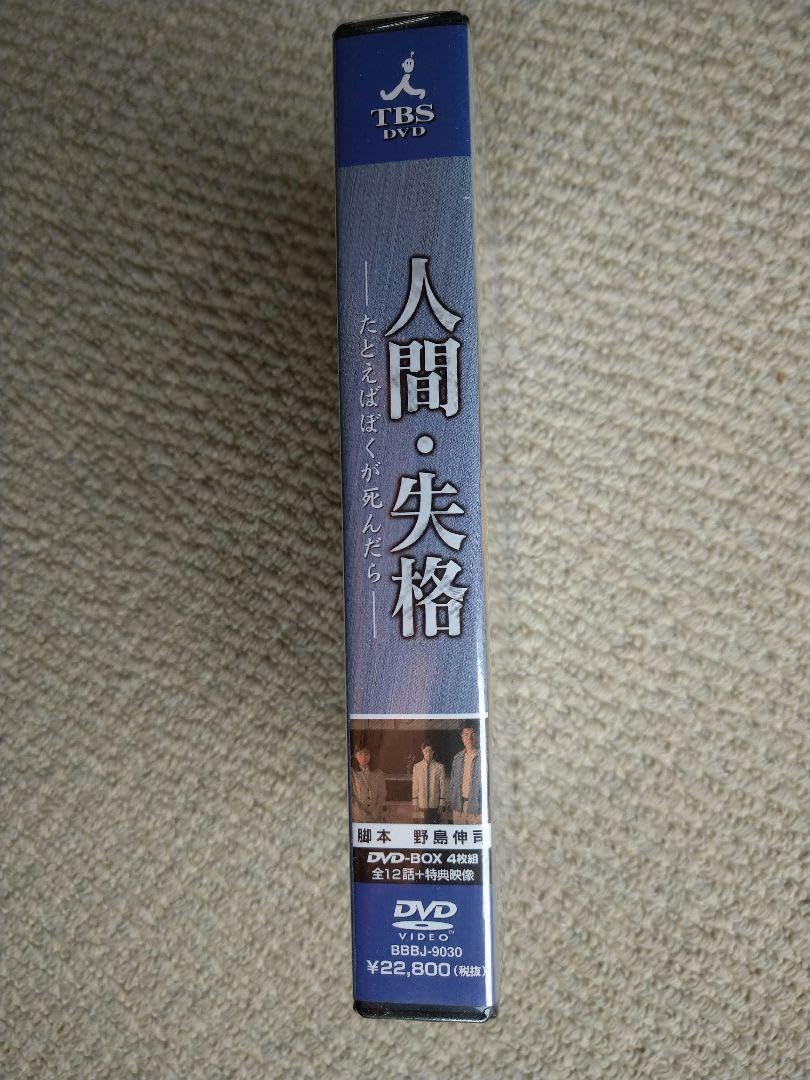 TBS
DVD
人間・失格
―たとえばぼくが死んだら―
脚本 野島伸司
DVD-BOX 4枚組
全12話+特典映像
DVD
VIDEO
TM
BBBJ-9030
¥22,800(税抜)